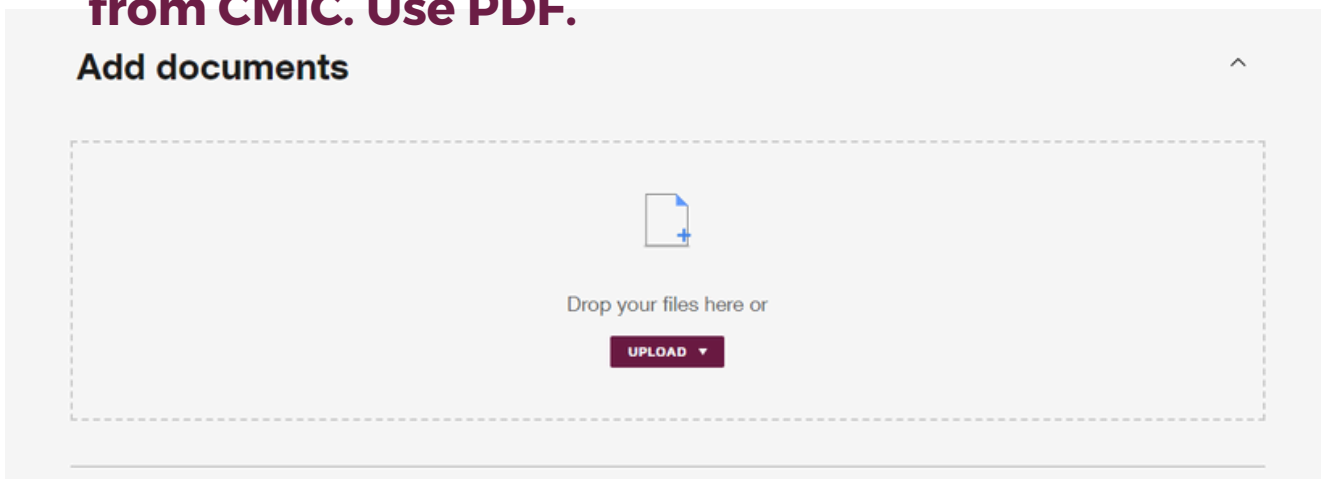 from CMiC. Use PDF.
Add documents
Drop your files here or
UPLOAD